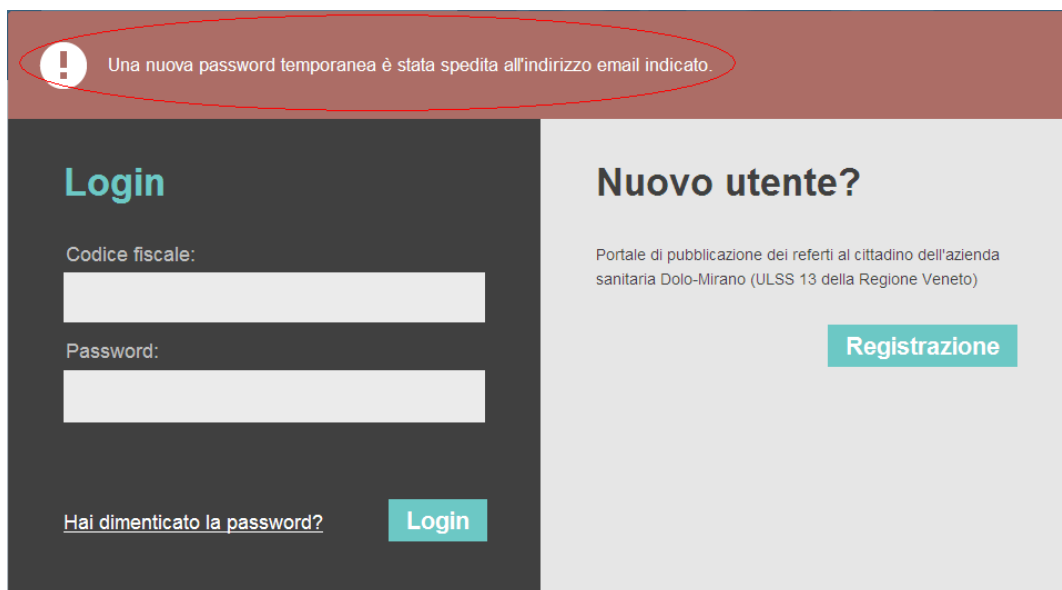 Una nuova password temporanea è stata spedita all'indirizzo email indicato.
Login
Codice fiscale:
Password:
Hai dimenticato la password?
Login
Nuovo utente?
Portale di pubblicazione dei referti al cittadino dell'azienda
sanitaria Dolo-Mirano (ULSS 13 della Regione Veneto)
Registrazione